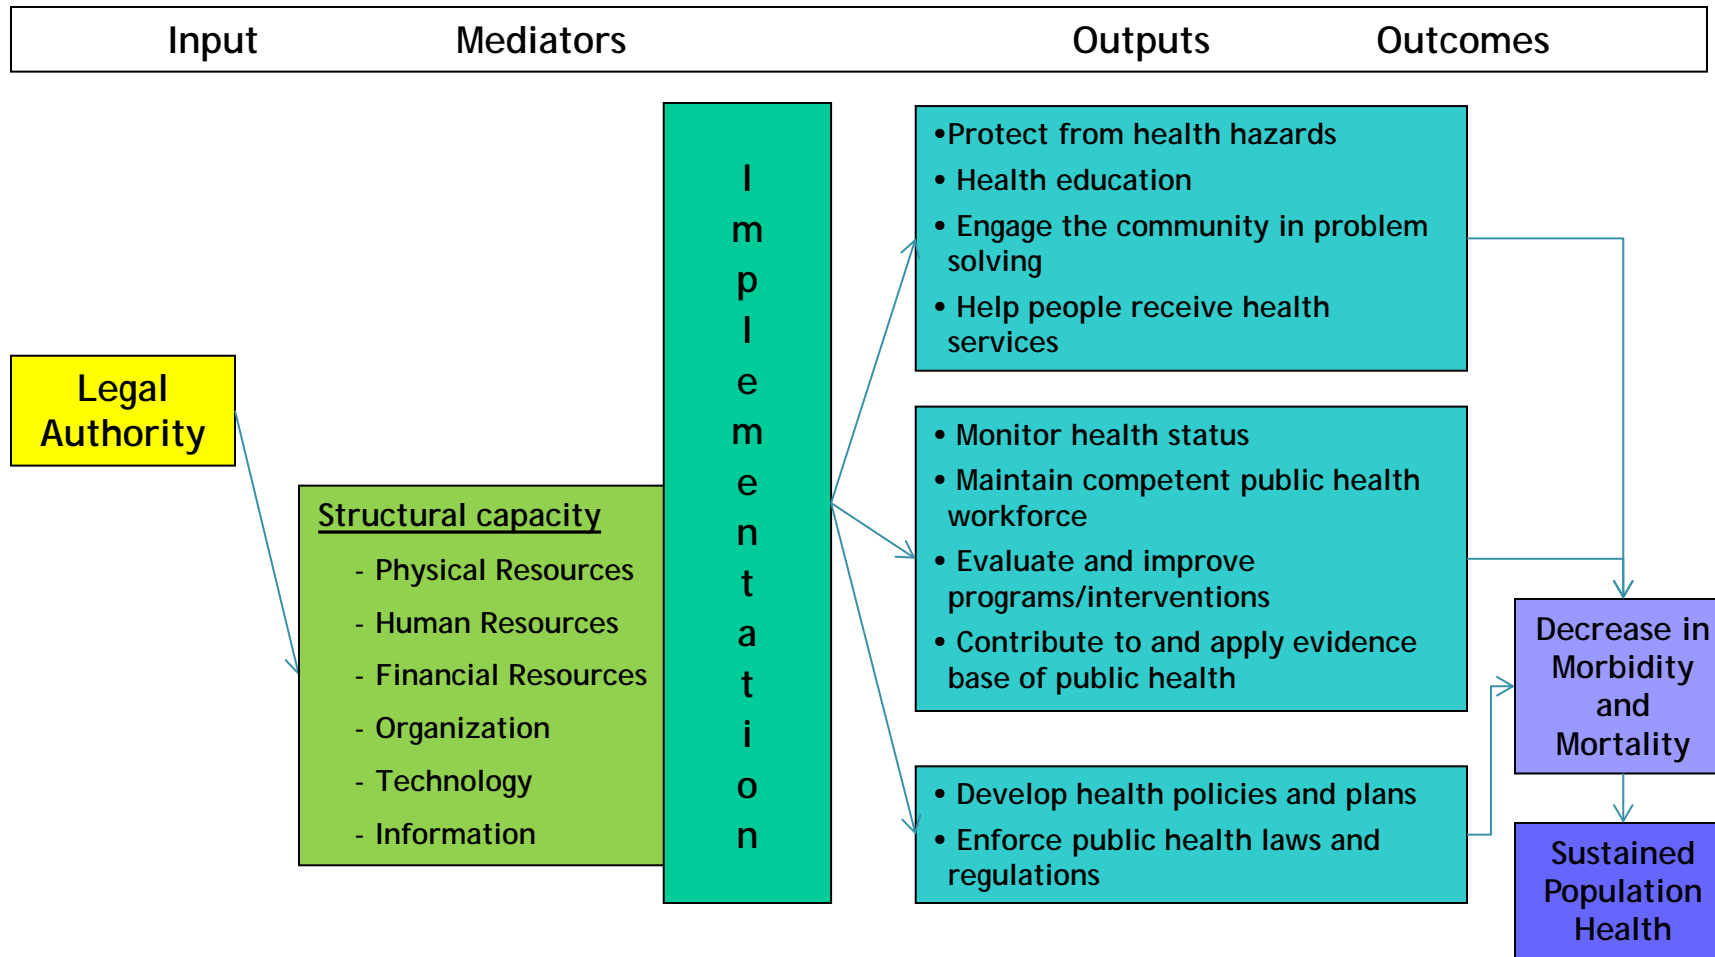 Input Mediators Outputs Outcomes
Legal
Authority
Structural capacity
- Physical Resources
- Human Resources
- Financial Resources
- Organization
- Technology
- Information
Implementation
•Protect from health hazards
• Health education
• Engage the community in problem
solving
• Help people receive health
services
• Monitor health status
• Maintain competent public health
workforce
• Evaluate and improve
programs/interventions
• Contribute to and apply evidence
base of public health
• Develop health policies and plans
• Enforce public health laws and
regulations
Decrease in
Morbidity
and
Mortality
Sustained
Population
Health